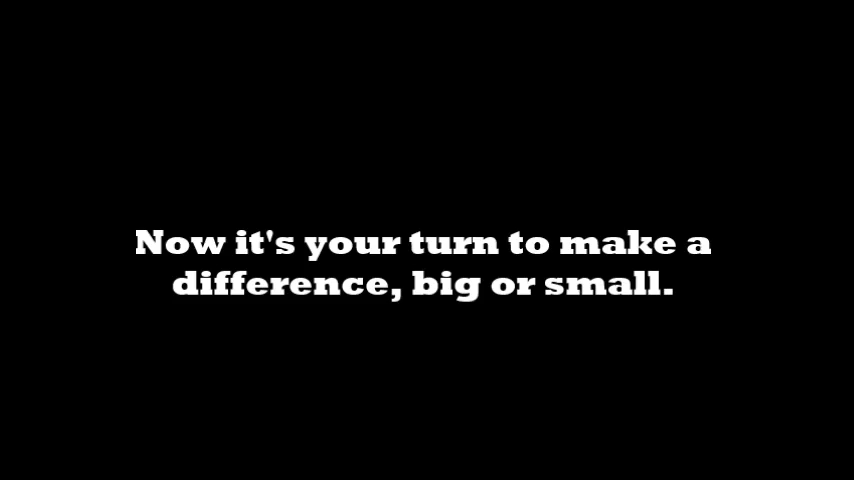 Now it's your turn to make a
difference, big or small.